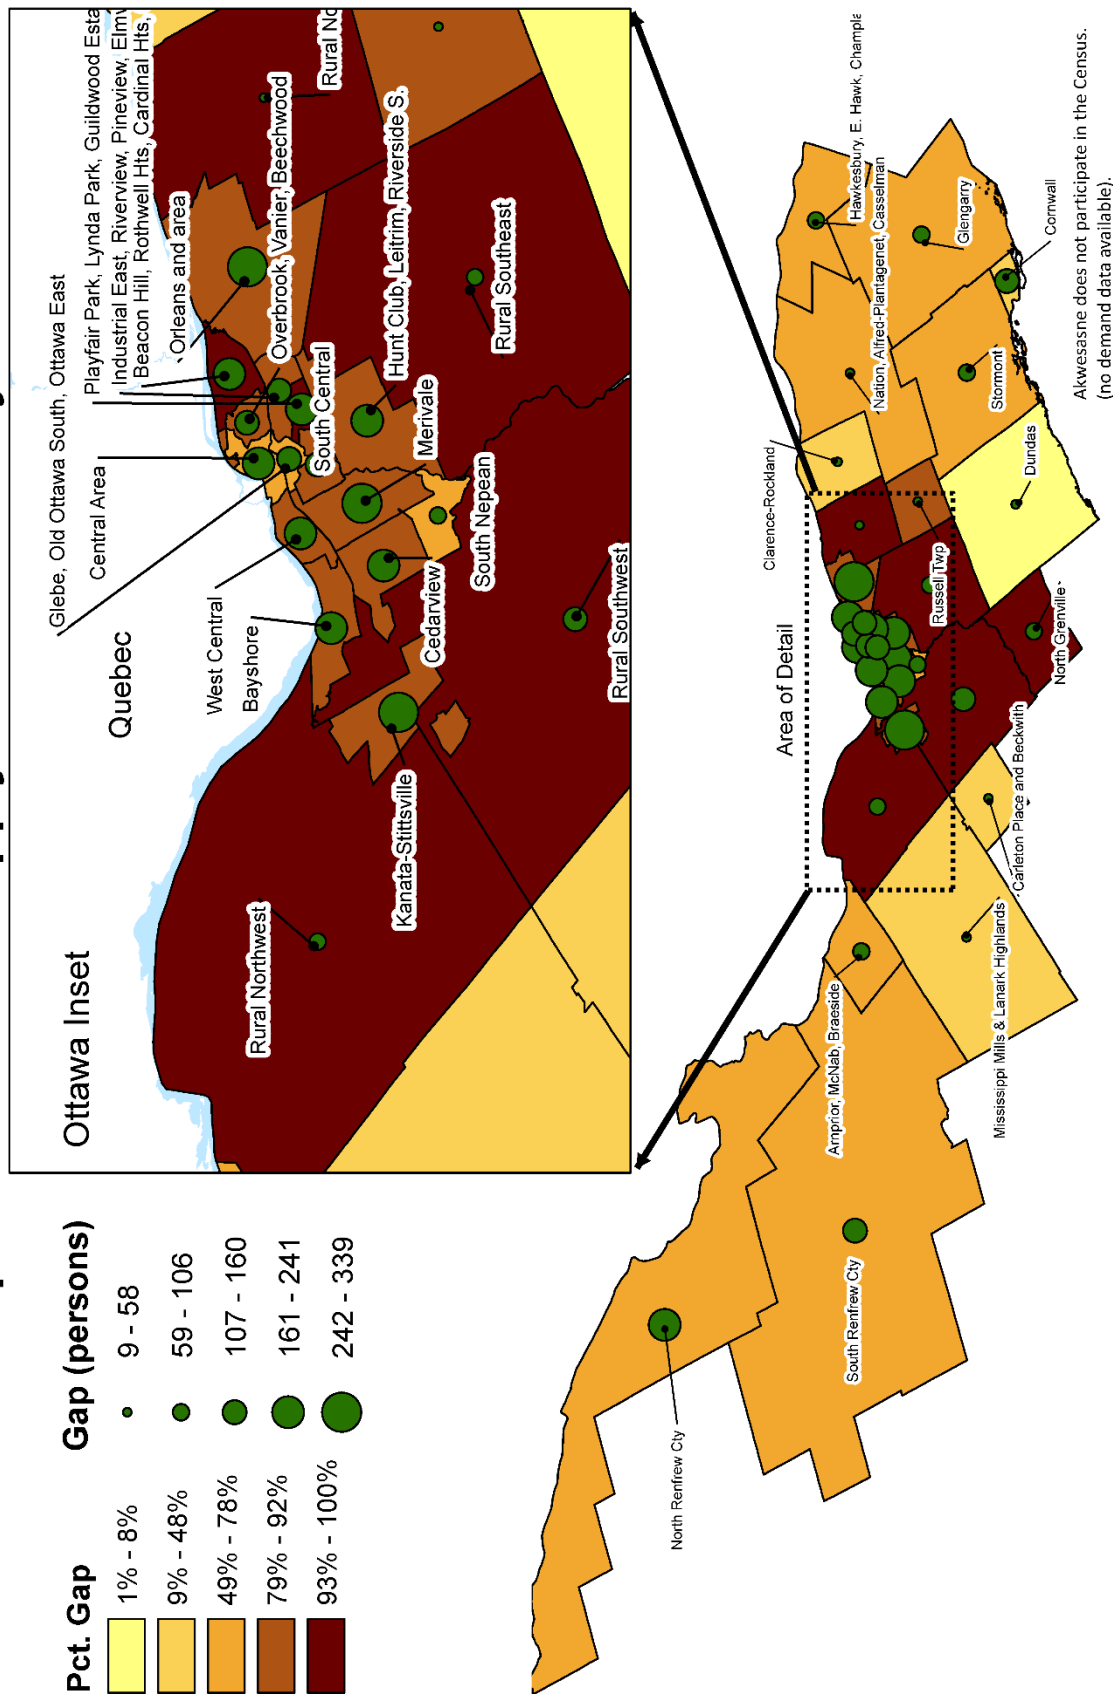 Pct. Gap
1% - 8%
9% - 48%
49% - 78%
79% - 92%
93% - 100%
Gap (persons)
9 - 58
59 - 106
107 - 160
161 - 241
242 - 339
Ottawa Inset
Quebec
Glebe, Old Ottawa South, Ottawa East
Playfair Park, Lynda Park, Guildwood Esta
Industrial East, Riverview, Pineview, Elmv
Beacon Hill, Rothwell Hts, Cardinal Hts,
Central Area
Orleans and area
Overbrook, Vanier, Beechwood
Rural No
West Central
Bayshore
South Central
Hunt Club, Leitrim, Riverside S.
Merivale
Rural Northwest
Kanata-Stittsville
Cedarview
South Nepean
Rural Southeast
Rural Southwest
Area of Detail
Clarence-Rockland
Hawkesbury, E. Hawk, Champla
Nation, Alfred-Plantagenet, Casselman
Glengarry
Cornwall
Stormont
Dundas
Russell Twp
North Grenville
Carleton Place and Beckwith
Mississippi Mills & Lanark Highlands
Arnprior, McNab, Braeside
South Renfrew Cty
North Renfrew Cty
Akwesasne does not participate in the Census.
(no demand data available).